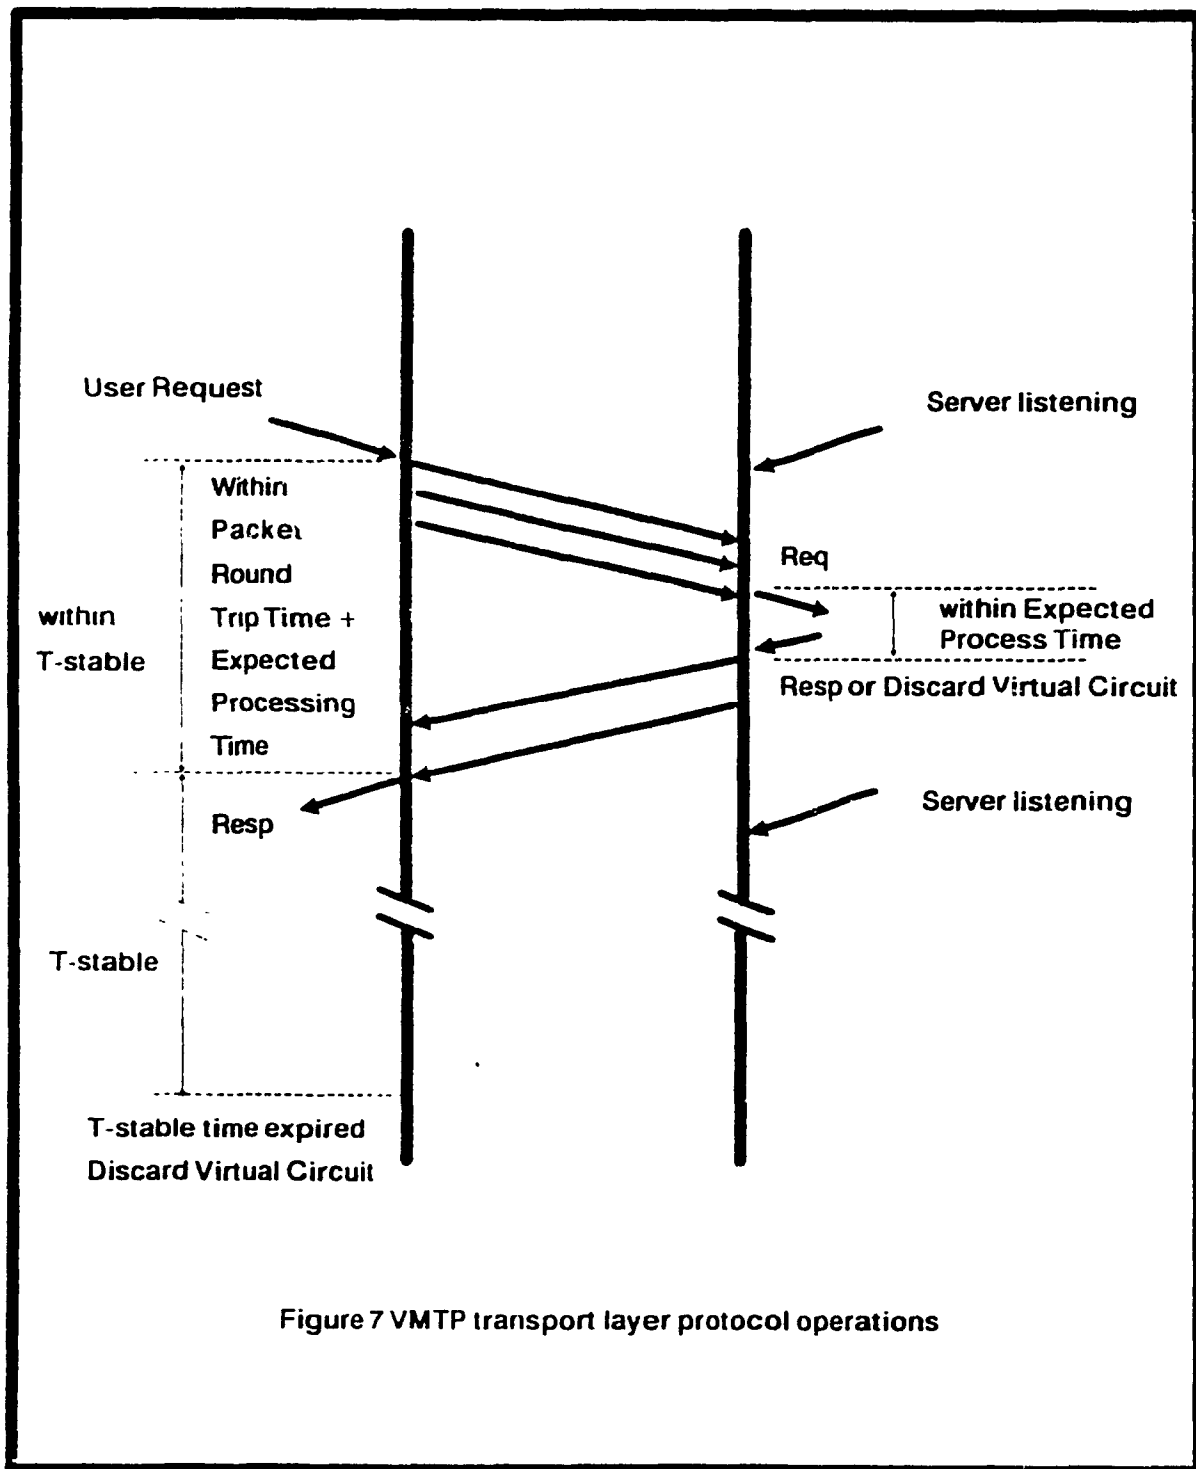 User Request
Server listening
Within
Packet
Round
Trip Time +
Expected
Processing
Time
within
T-stable
Req
within Expected
Process Time
Resp or Discard Virtual Circuit
Resp
Server listening
T-stable
T-stable time expired
Discard Virtual Circuit
Figure 7 VMTP transport layer protocol operations